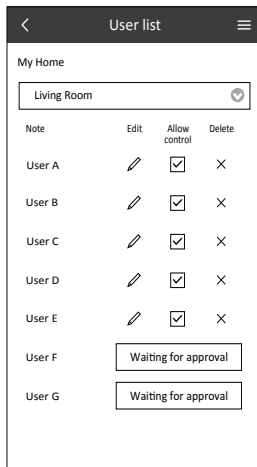 User list
My Home
Living Room
Note Edit Allow control Delete
User A
User B
User C
User D
User E
User F Waiting for approval
User G Waiting for approval